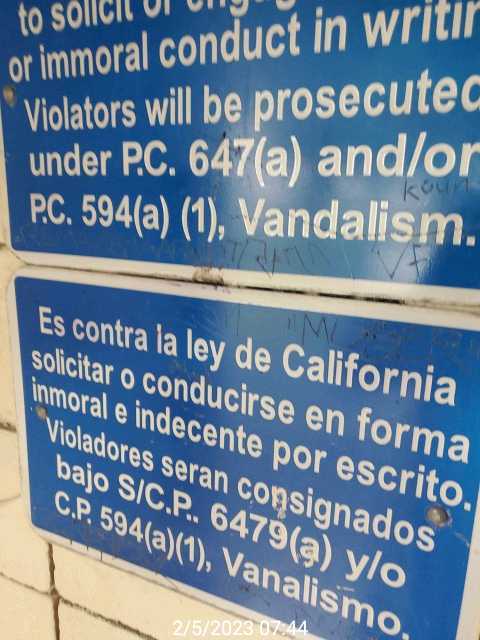 to solicit or engag
or immoral conduct in writin
Violators will be prosecuted
under P.C. 647(a) and/or
P.C. 594(a) (1), Vandalism.
Es contra la ley de California
solicitar o conducirse en forma
inmoral e indecente por escrito.
Violadores seran consignados
bajo S/C.P.. 6479(a) y/o
C.P. 594(a)(1), Vanalismo.
2/5/2023 07:44